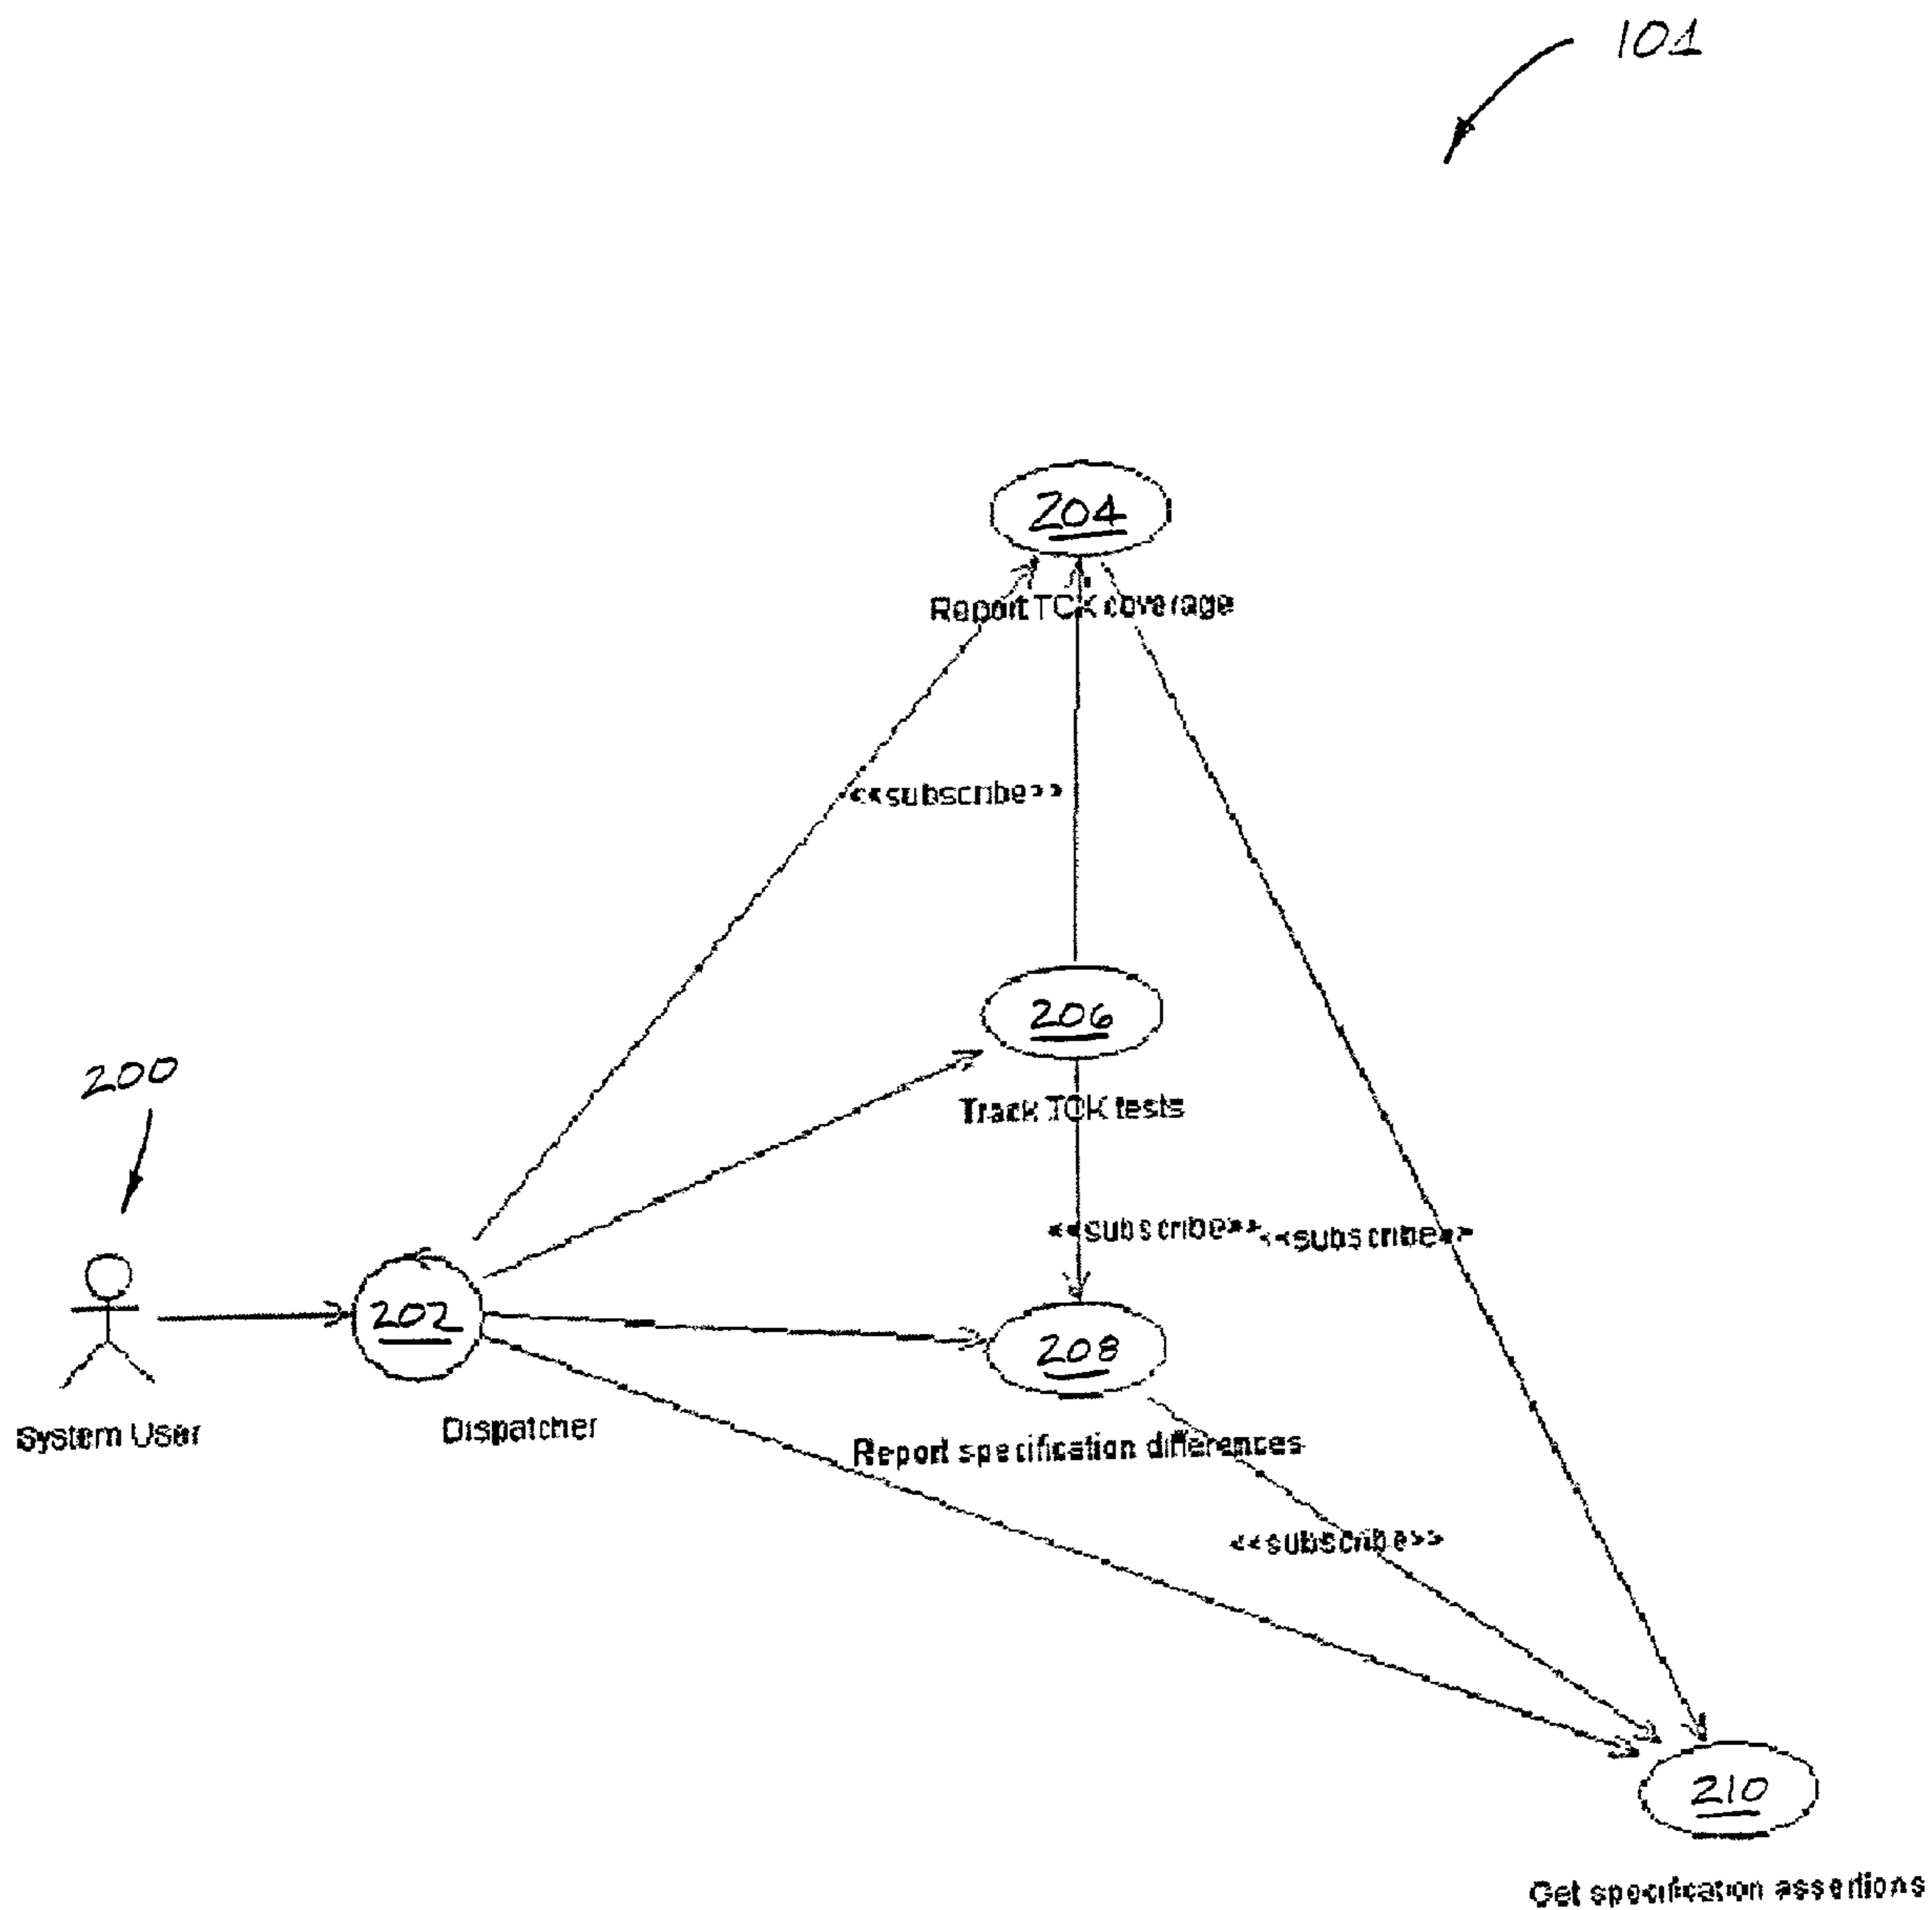 101
204
Report TCK coverage
<<subscribe>>
206
200
Track TCK tests
<<subscribe>>
<<subscribe>>
202
208
System User
Dispatcher
Report specification differences
<<subscribe>>
210
Get specification assertions